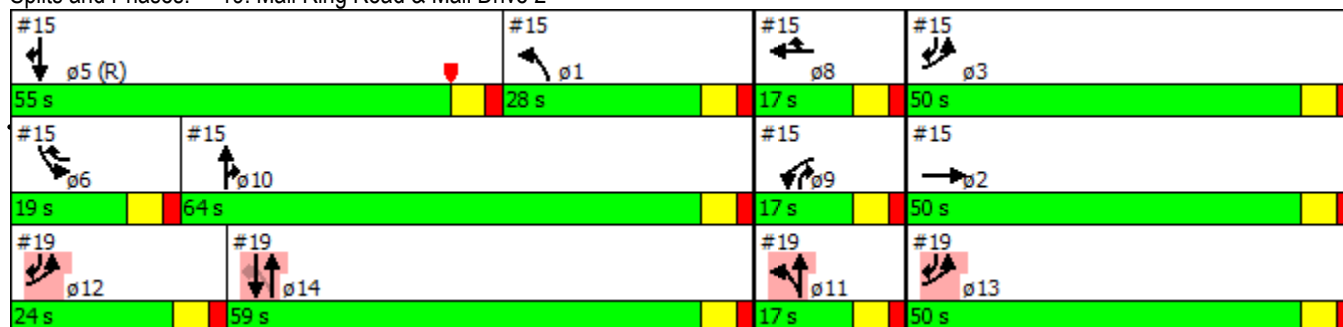 Splits and Phases: 19: Mall Ring Road & Mall Drive 2
#15 #15 #15 #15
ø5 (R) ø1 ø8 ø3
55 s 28 s 17 s 50 s
#15 #15 #15 #15
ø6 ø10 ø9 ø2
19 s 64 s 17 s 50 s
#19 #19 #19 #19
ø12 ø14 ø11 ø13
24 s 59 s 17 s 50 s